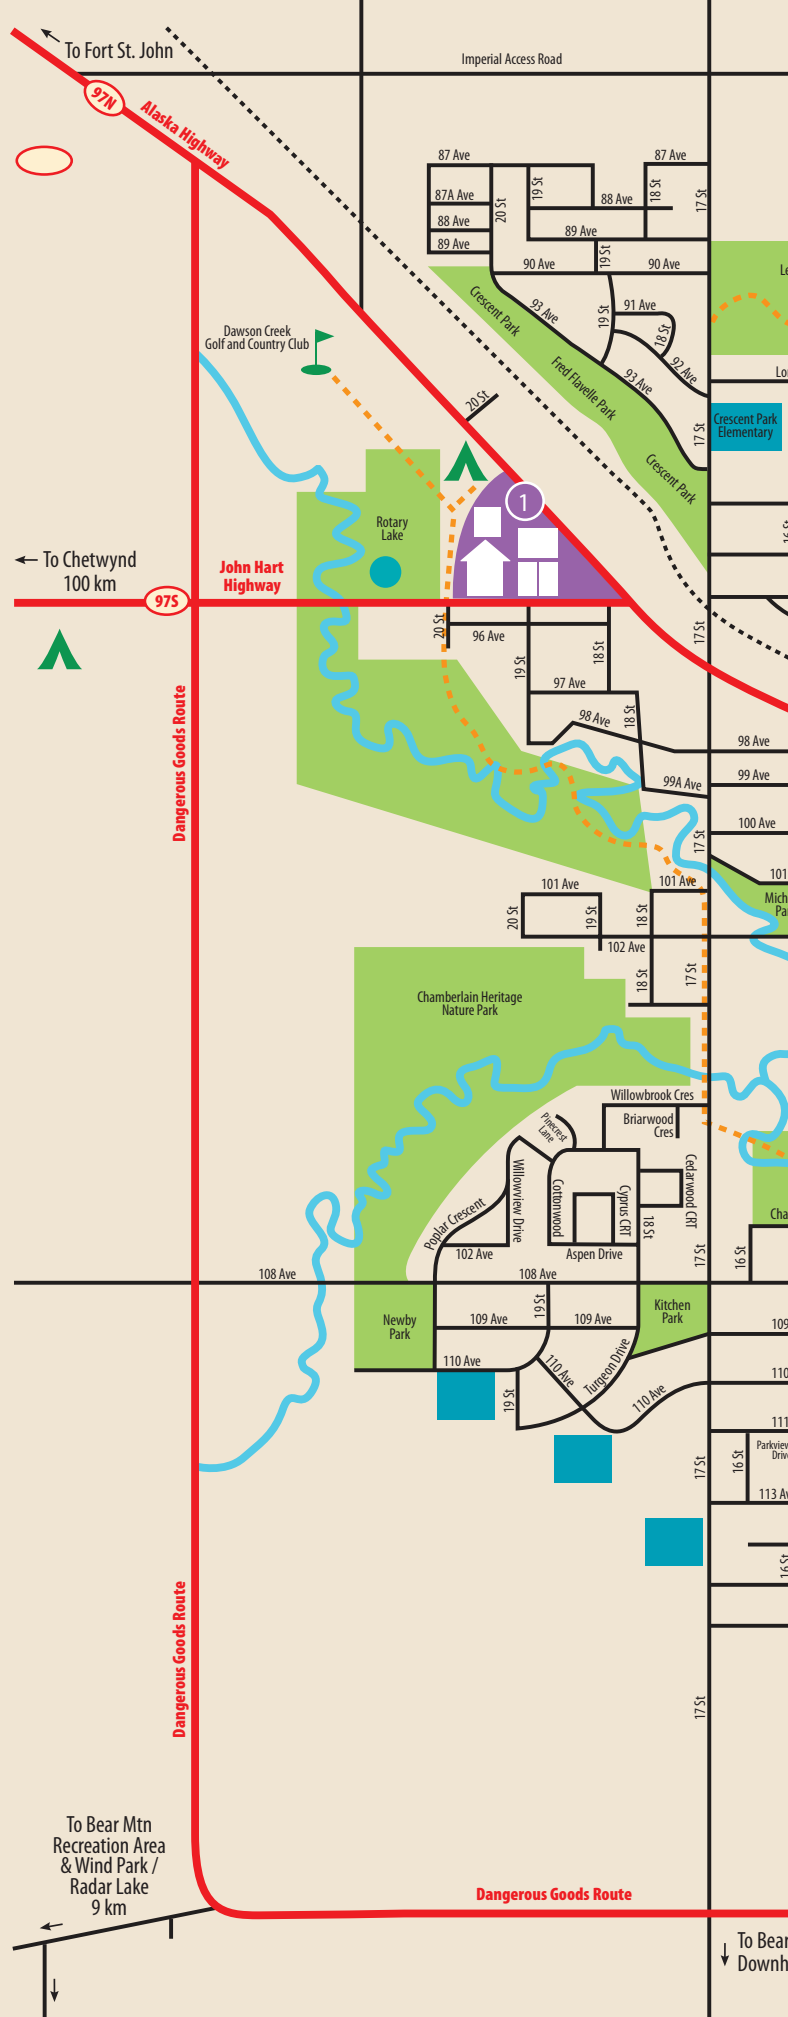 To Fort St. John
Imperial Access Road
97N
Alaska Highway
87 Ave
87 Ave
19 St
18 St
87A Ave
20 St
88 Ave
17 St
88 Ave
89 Ave
89 Ave
19 St
90 Ave
90 Ave
Crescent Park
93 Ave
19 St
91 Ave
18 St
Dawson Creek
Golf and Country Club
92 Ave
Fred Flavelle Park
93 Ave
20 St
17 St
Crescent Park
Elementary
Crescent Park
1
Rotary
Lake
To Chetwynd
100 km
John Hart
Highway
97S
20 St
96 Ave
17 St
19 St
18 St
97 Ave
98 Ave
18 St
98 Ave
Dangerous Goods Route
99A Ave
99 Ave
100 Ave
17 St
101
101 Ave
101 Ave
20 St
19 St
18 St
102 Ave
18 St
17 St
Chamberlain Heritage
Nature Park
Willowbrook Cres
Briarwood
Cres
Pinecrest
Lane
Willowview Drive
Cottonwood
Cyprus CRT
Cedarwood CRT
Poplar Crescent
18 St
102 Ave
Aspen Drive
17 St
16 St
Cha
108 Ave
108 Ave
19 St
Newby
Park
109 Ave
109 Ave
Kitchen
Park
109
110 Ave
110 Ave
Turgeon Drive
110 Ave
110
19 St
111
17 St
16 St
Parkview
Drive
113 Av
16 St
Dangerous Goods Route
17 St
To Bear Mtn
Recreation Area
& Wind Park /
Radar Lake
9 km
Dangerous Goods Route
To Bear
Downh